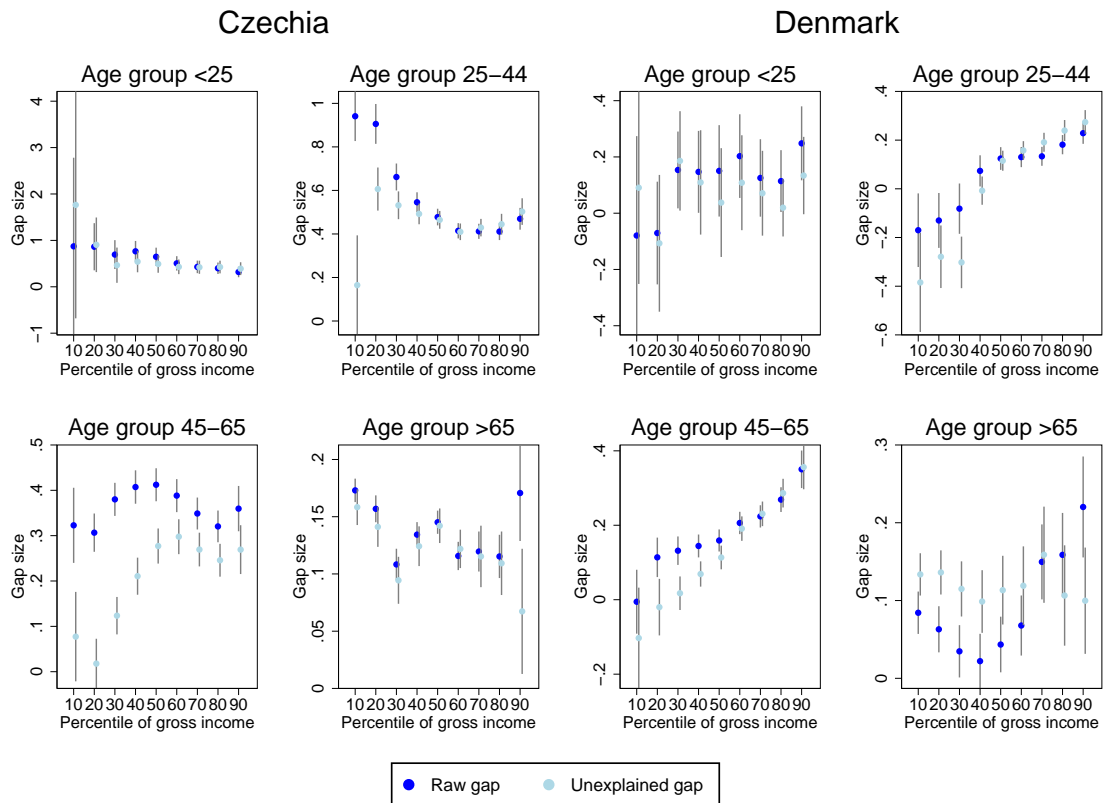 Czechia
Denmark
Age group <25
Gap size
4
3
2
1
0
−1
10 20 30 40 50 60 70 80 90
Percentile of gross income
Age group 25−44
Gap size
1
.8
.6
.4
.2
0
10 20 30 40 50 60 70 80 90
Percentile of gross income
Age group <25
Gap size
.4
.2
0
−.2
−.4
10 20 30 40 50 60 70 80 90
Percentile of gross income
Age group 25−44
Gap size
.4
.2
0
−.2
−.4
−.6
10 20 30 40 50 60 70 80 90
Percentile of gross income
Age group 45−65
Gap size
.5
.4
.3
.2
.1
0
10 20 30 40 50 60 70 80 90
Percentile of gross income
Age group >65
Gap size
.2
.15
.1
.05
0
10 20 30 40 50 60 70 80 90
Percentile of gross income
Age group 45−65
Gap size
.4
.2
0
−.2
10 20 30 40 50 60 70 80 90
Percentile of gross income
Age group >65
Gap size
.3
.2
.1
0
10 20 30 40 50 60 70 80 90
Percentile of gross income
Raw gap
Unexplained gap